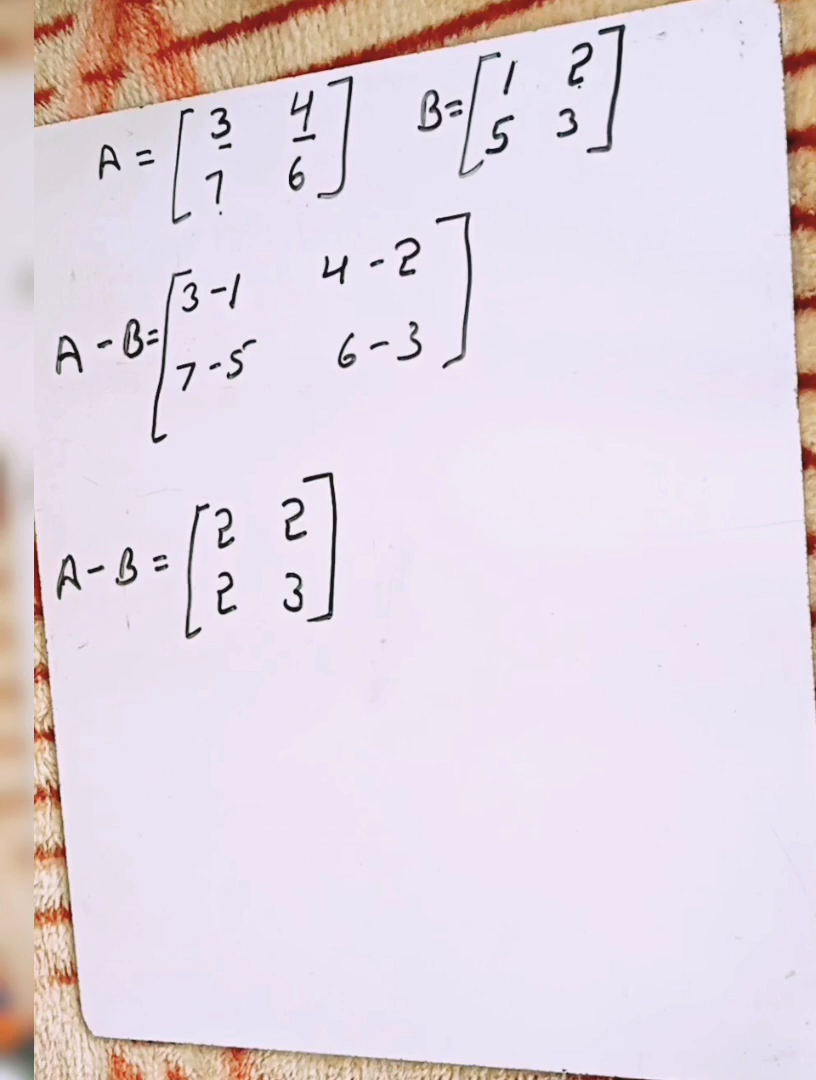 A = [ 3 4 ] B = [ 1 2 ]
7 6 5 3
A - B = [ 3 - 1 4 - 2 ]
7 - 5 6 - 3
A - B = [ 2 2 ]
2 3